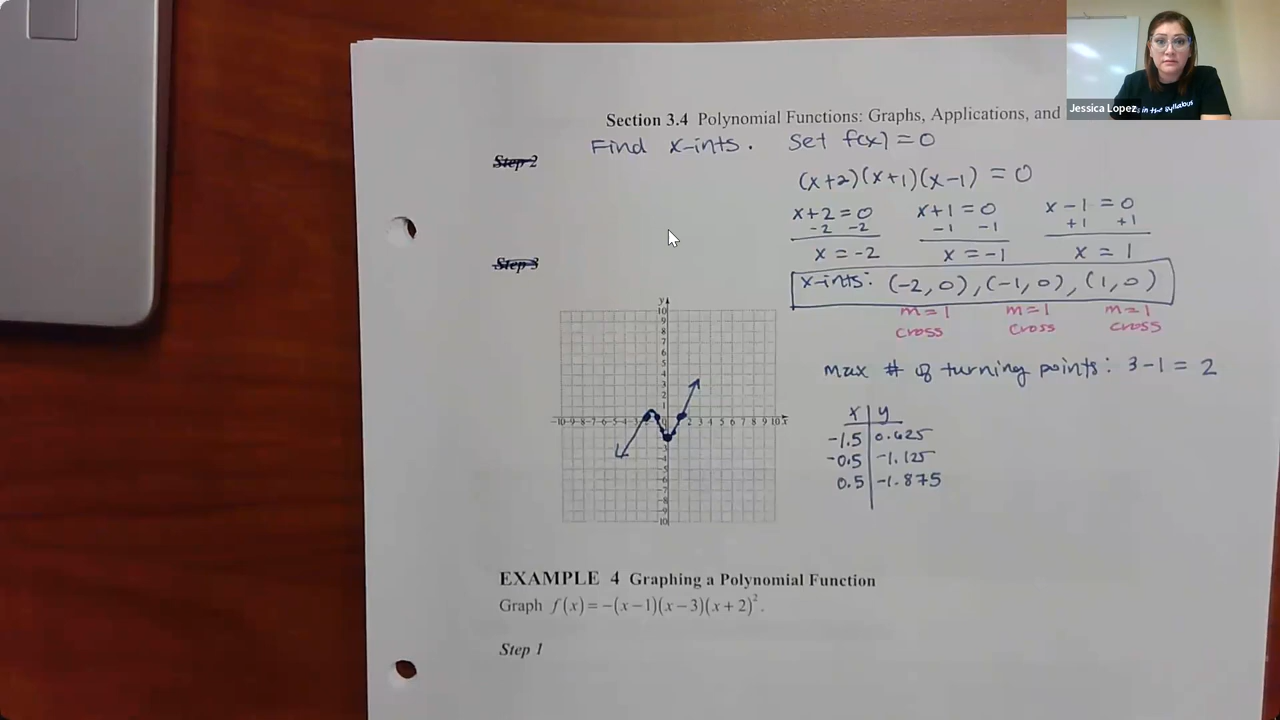 Jessica Lopez
in the syllabus
Section 3.4 Polynomial Functions: Graphs, Applications, and
Find x-ints. Set f(x) = 0
Step 2
(x+2)(x+1)(x-1) = 0
x+2=0 x+1=0 x-1=0
-2 -2 -1 -1 +1 +1
x=-2 x=-1 x=1
Step 3
x-ints: (-2,0), (-1,0), (1,0)
m=1 m=1 m=1
cross cross cross
Max # of turning points: 3-1=2
x y
-1.5 0.625
-0.5 -1.125
0.5 -1.875
EXAMPLE 4 Graphing a Polynomial Function
Graph f(x)=-(x-1)(x-3)(x+2)².
Step 1